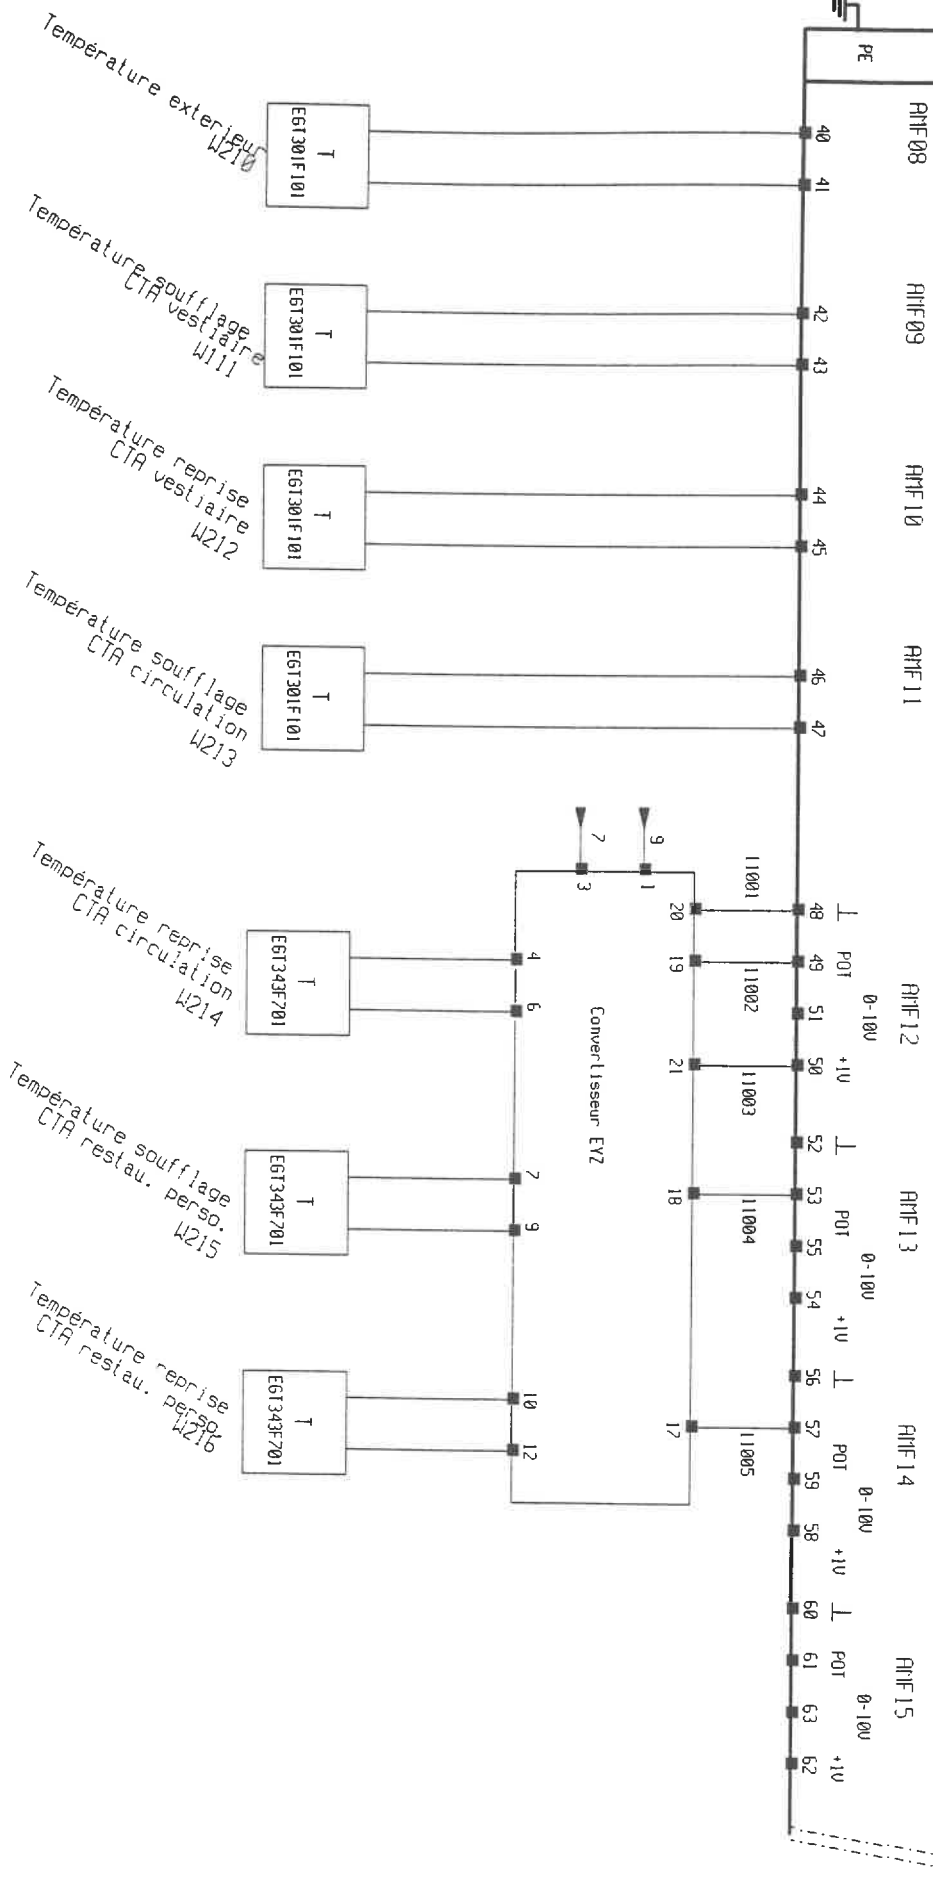 PE
AMF08
40
41
T
EGT301F101
Température exterieur
W210
AMF09
42
43
T
EGT301F101
Température soufflage
CTA vestiaire
W111
AMF10
44
45
T
EGT301F101
Température reprise
CTA vestiaire
W212
AMF11
46
47
T
EGT301F101
Température soufflage
CTA circulation
W213
AMF12
0-10V
POT
+1V
48
49
51
50
11001
11002
11003
9
7
1
3
20
19
21
Convertisseur EYZ
4
6
T
EGT343F701
Température reprise
CTA circulation
W214
AMF13
0-10V
POT
+1V
52
53
55
54
11004
18
7
9
T
EGT343F701
Température soufflage
CTA restau. perso.
W215
AMF14
0-10V
POT
+1V
56
57
59
58
11005
17
10
12
T
EGT343F701
Température reprise
CTA restau. perso.
W216
AMF15
0-10V
POT
+1V
60
61
63
62